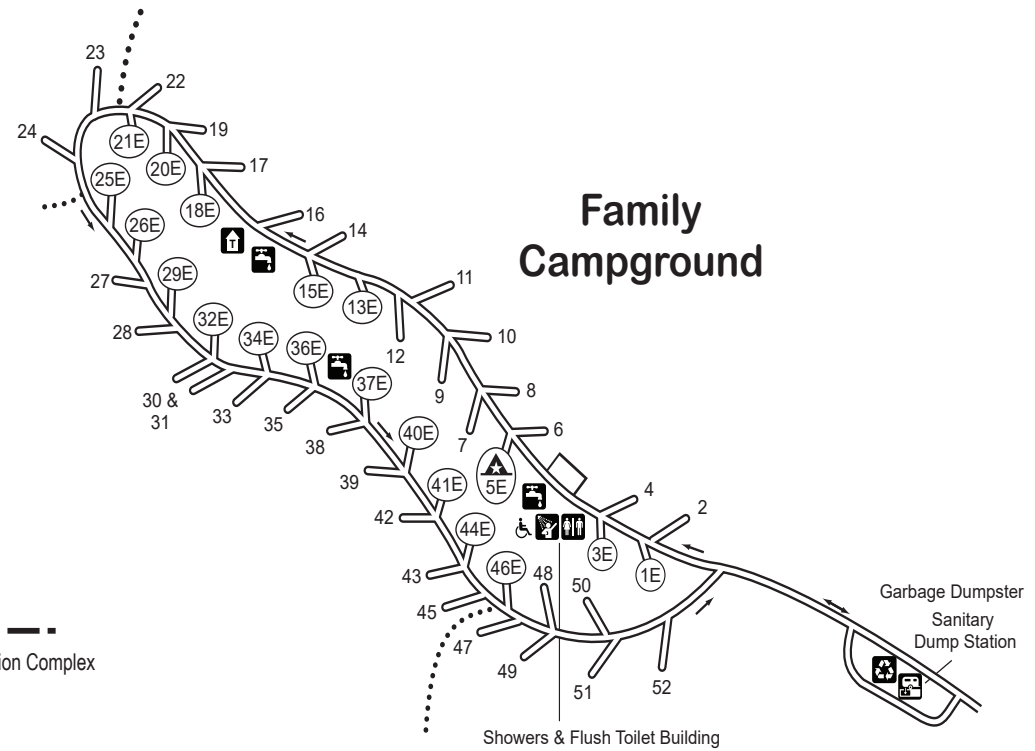 Family
Campground
23
22
24
19
21E
20E
17
25E
18E
16
26E
14
T
27
29E
15E
13E
11
28
32E
34E
36E
12
10
30 &
31
33
35
37E
9
8
38
7
6
40E
39
5E
41E
4
2
42
44E
3E
1E
43
46E
48
50
45
47
49
51
52
Garbage Dumpster
Sanitary
Dump Station
ion Complex
Showers & Flush Toilet Building